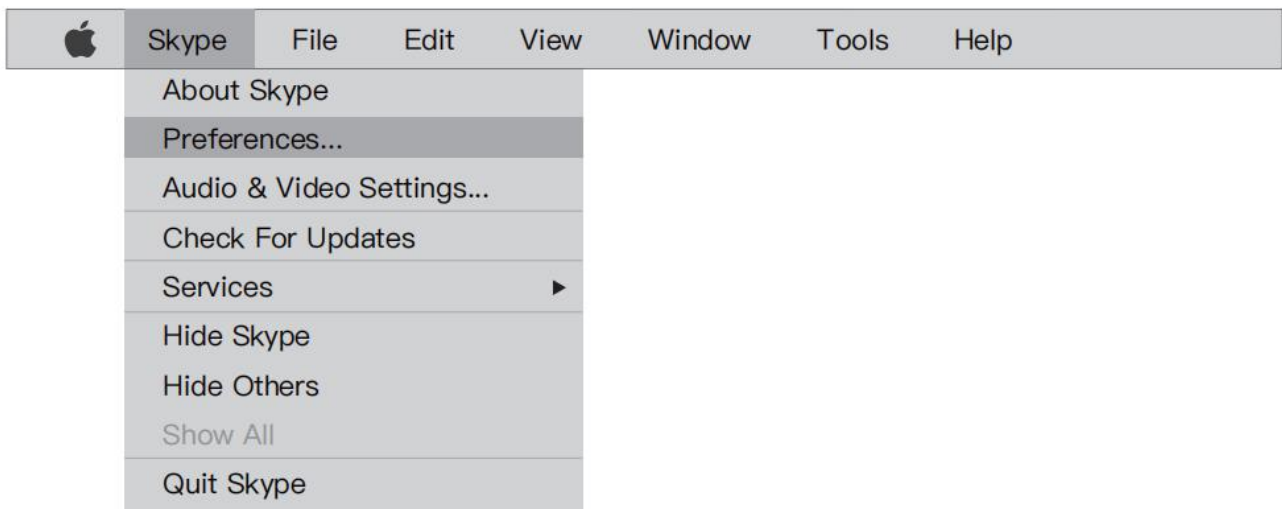 Skype File Edit View Window Tools Help
About Skype
Preferences...
Audio & Video Settings...
Check For Updates
Services
Hide Skype
Hide Others
Show All
Quit Skype